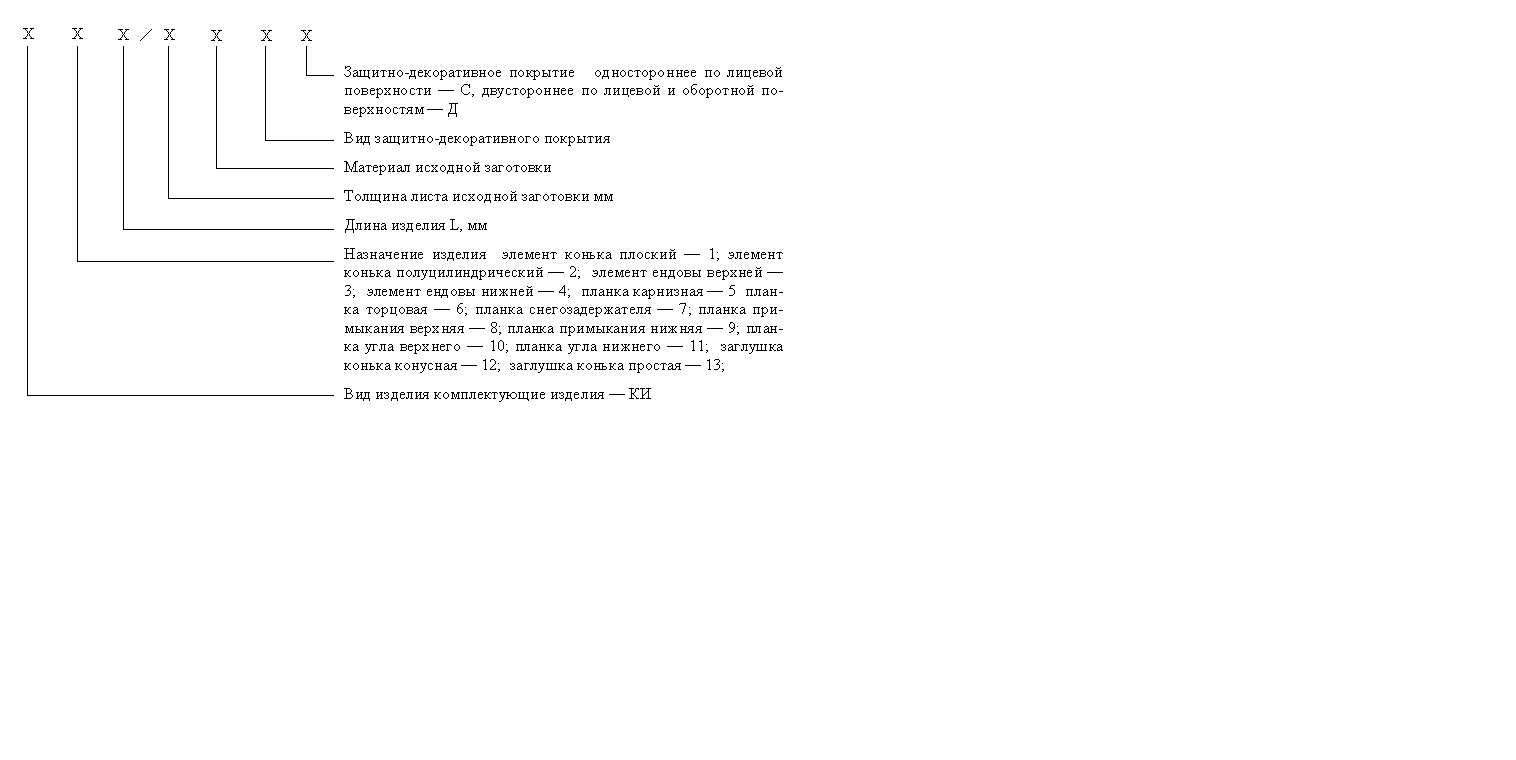 X X X / X X X X
Защитно-декоративное покрытие одностороннее по лицевой
поверхности — С, двустороннее по лицевой и оборотной по-
верхностям — Д
Вид защитно-декоративного покрытия
Материал исходной заготовки
Толщина листа исходной заготовки мм
Длина изделия L, мм
Назначение изделия элемент конька плоский — 1; элемент
конька полуцилиндрический — 2; элемент ендовы верхней —
3; элемент ендовы нижней — 4; планка карнизная — 5 план-
ка торцовая — 6; планка снегозадержателя — 7; планка при-
мыкания верхняя — 8; планка примыкания нижняя — 9; план-
ка угла верхнего — 10; планка угла нижнего — 11; заглушка
конька конусная — 12; заглушка конька простая — 13;
Вид изделия комплектующие изделия — КИ